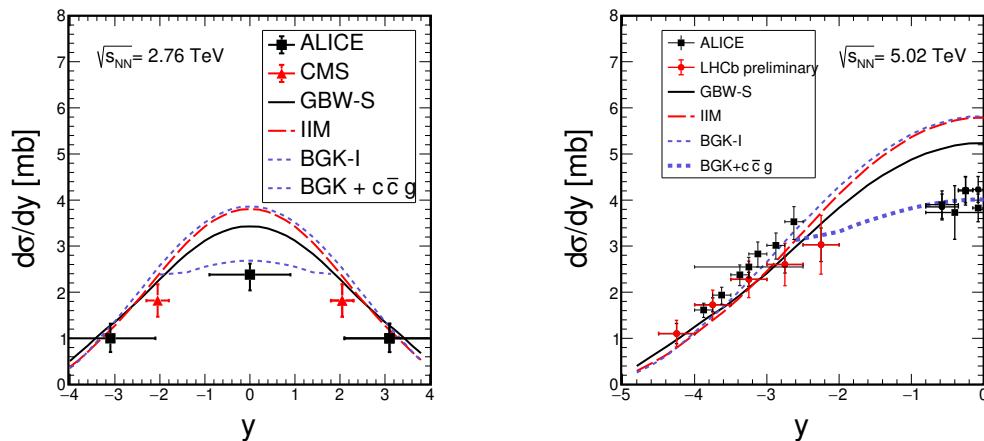 √s_NN = 2.76 TeV
ALICE
CMS
GBW-S
IIM
BGK-I
BGK + c c̄ g
dσ/dy [mb]
8
7
6
5
4
3
2
1
0
−4 −3 −2 −1 0 1 2 3 4
y
√s_NN = 5.02 TeV
ALICE
LHCb preliminary
GBW-S
IIM
BGK-I
BGK+c c̄ g
dσ/dy [mb]
8
7
6
5
4
3
2
1
0
−5 −4 −3 −2 −1 −0
y